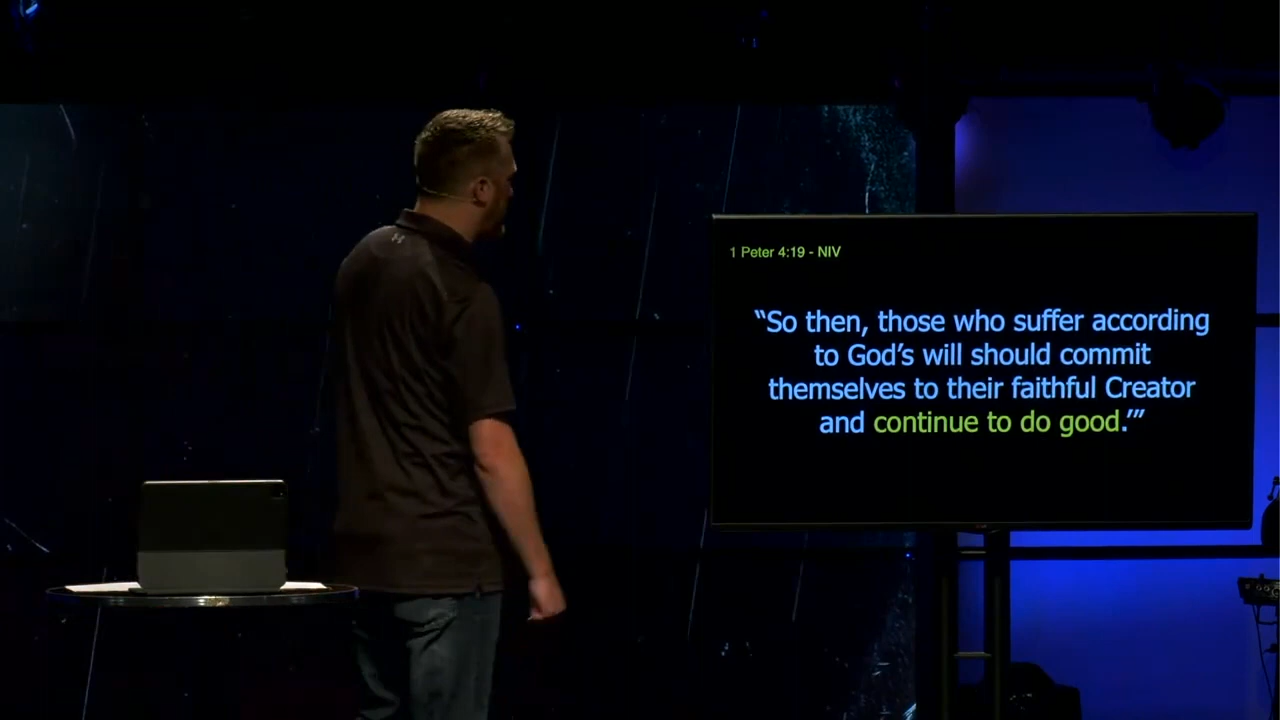 1 Peter 4:19 - NIV
“So then, those who suffer according
to God’s will should commit
themselves to their faithful Creator
and continue to do good.’”